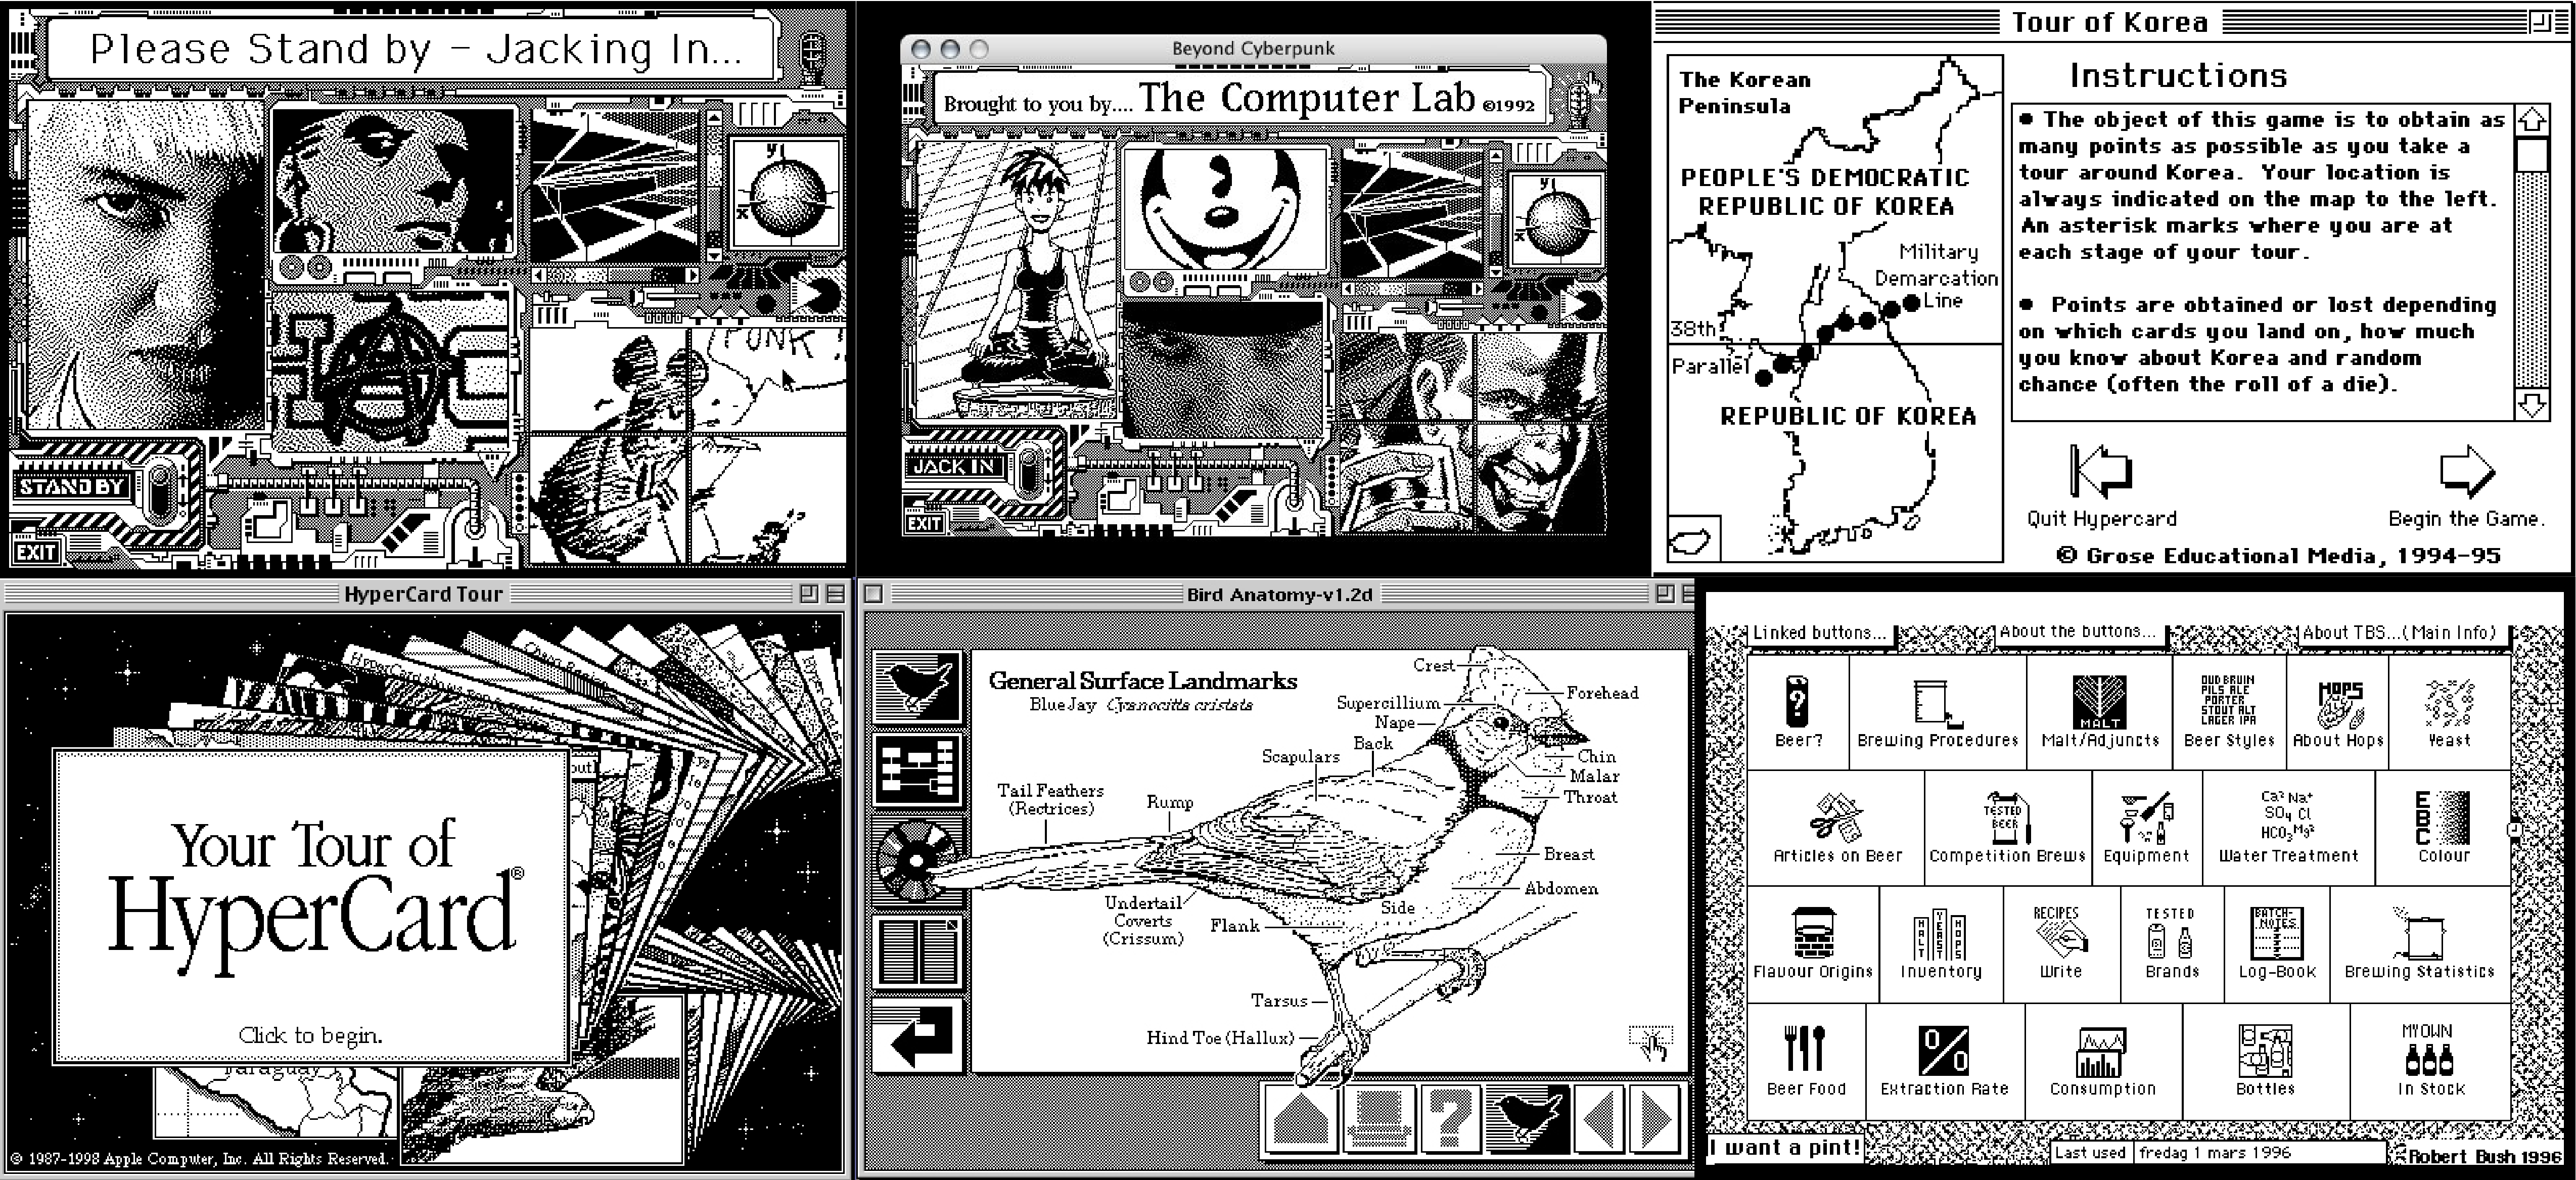 Please Stand by - Jacking In...
PUNK
STAND BY
EXIT
Beyond Cyberpunk
Brought to you by.... The Computer Lab ©1992
y
x
JACK IN
EXIT
Tour of Korea
The Korean
Peninsula
PEOPLE'S DEMOCRATIC
REPUBLIC OF KOREA
Military
Demarcation
Line
38th
Parallel
REPUBLIC OF KOREA
Instructions
● The object of this game is to obtain as
many points as possible as you take a
tour around Korea. Your location is
always indicated on the map to the left.
An asterisk marks where you are at
each stage of your tour.
● Points are obtained or lost depending
on which cards you land on, how much
you know about Korea and random
chance (often the roll of a die).
Quit Hypercard
Begin the Game.
© Grose Educational Media, 1994-95
HyperCard Tour
Your Tour of
HyperCard®
Click to begin.
Paraguay
© 1987-1998 Apple Computer, Inc. All Rights Reserved.
Bird Anatomy-v1.2d
General Surface Landmarks
Blue Jay Cyanocitta cristata
Crest
Forehead
Supercillium
Nape
Back
Scapulars
Chin
Malar
Throat
Tail Feathers
(Rectrices)
Rump
Breast
Abdomen
Side
Undertail
Coverts
(Crissum)
Flank
Tarsus
Hind Toe (Hallux)
?
Linked buttons...
About the buttons...
About TBS...(Main Info)
?
Beer?
Brewing Procedures
MALT
Malt/Adjuncts
OUD BRUIN
PILS ALE
PORTER
STOUT ALT
LAGER IPA
Beer Styles
HOPS
About Hops
Yeast
Articles on Beer
TESTED
BEER
Competition Brews
Equipment
Ca² Na⁺
SO₄ Cl
HCO₃ Mg²
Water Treatment
EBC
Colour
Flavour Origins
MALT YEAST HOPS
Inventory
RECIPES
Write
TESTED
Brands
BATCH-
NOTES
Log-Book
Brewing Statistics
Beer Food
%
Extraction Rate
Consumption
Bottles
MY OWN
In Stock
I want a pint!
Last used fredag 1 mars 1996
Robert Bush 1996